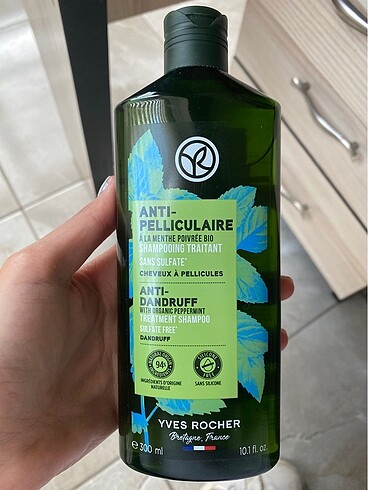 ANTI-
PELLICULAIRE
À LA MENTHE POIVRÉE BIO
SHAMPOOING TRAITANT
SANS SULFATE*
CHEVEUX À PELLICULES
ANTI-
DANDRUFF
WITH ORGANIC PEPPERMINT
TREATMENT SHAMPOO
SULFATE FREE*
DANDRUFF
94%
INGRÉDIENTS D'ORIGINE
NATURELLE
SILICONE
FREE
SANS SILICONE
YVES ROCHER
Bretagne, France
℮ 300 ml
10.1 fl. oz.